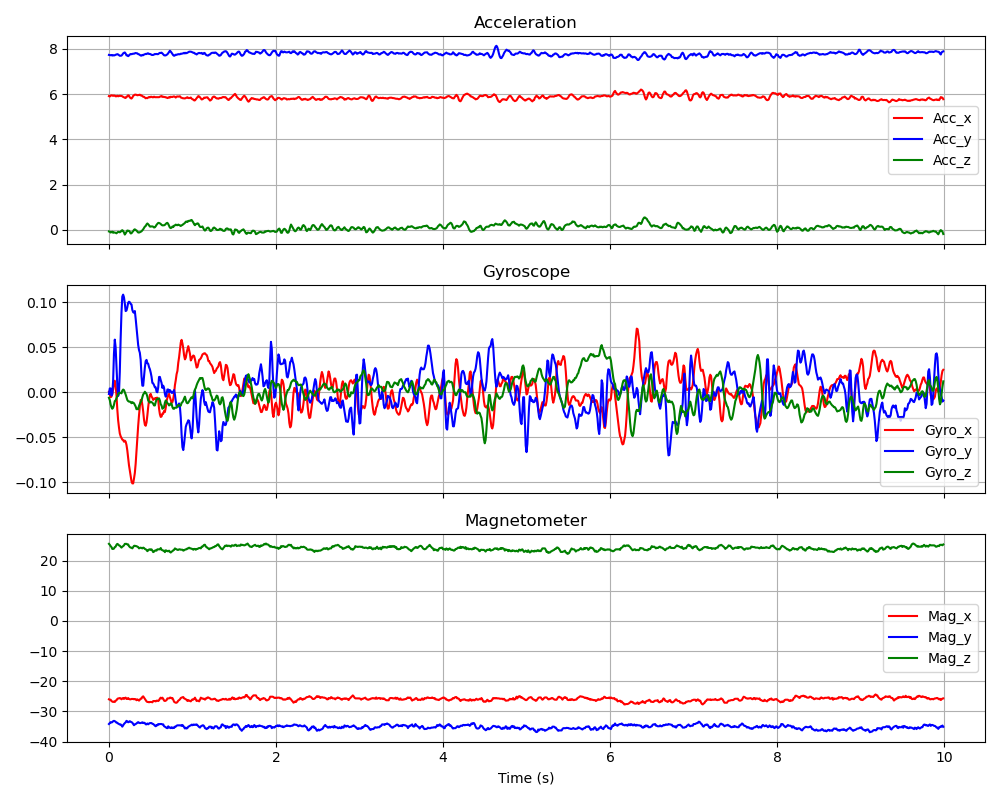 Acceleration
8
6
4
2
0
Acc_x
Acc_y
Acc_z
Gyroscope
0.10
0.05
0.00
−0.05
−0.10
Gyro_x
Gyro_y
Gyro_z
Magnetometer
20
10
0
−10
−20
−30
−40
Mag_x
Mag_y
Mag_z
0 2 4 6 8 10
Time (s)